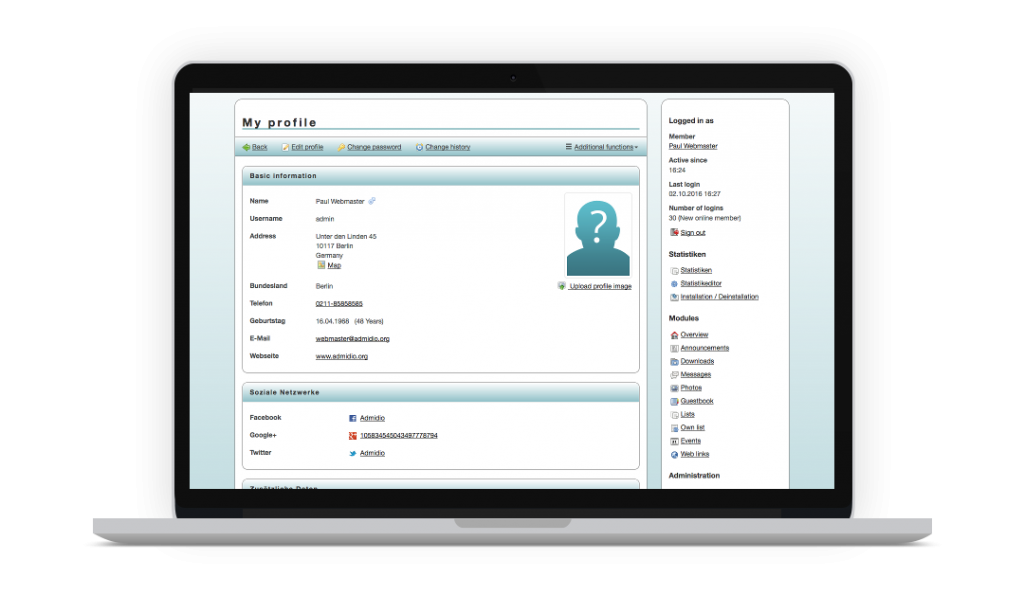 My profile
Back Edit profile Change password Change history Additional functions
Basic information
Name Paul Webmaster
Username admin
Address Unter den Linden 45
10117 Berlin
Germany
Map
Bundesland Berlin
Telefon 0211-85858585
Geburtstag 16.04.1968 (48 Years)
E-Mail webmaster@admidio.org
Webseite www.admidio.org
?
Upload profile image
Soziale Netzwerke
Facebook Admidio
Google+ 105834545043497778794
Twitter Admidio
Zusätzliche Daten
Logged in as
Member
Paul Webmaster
Active since
16:24
Last login
02.10.2016 16:27
Number of logins
30 (New online member)
Sign out
Statistiken
Statistiken
Statistikeditor
Installation / Deinstallation
Modules
Overview
Announcements
Downloads
Messages
Photos
Guestbook
Lists
Own list
Events
Web links
Administration